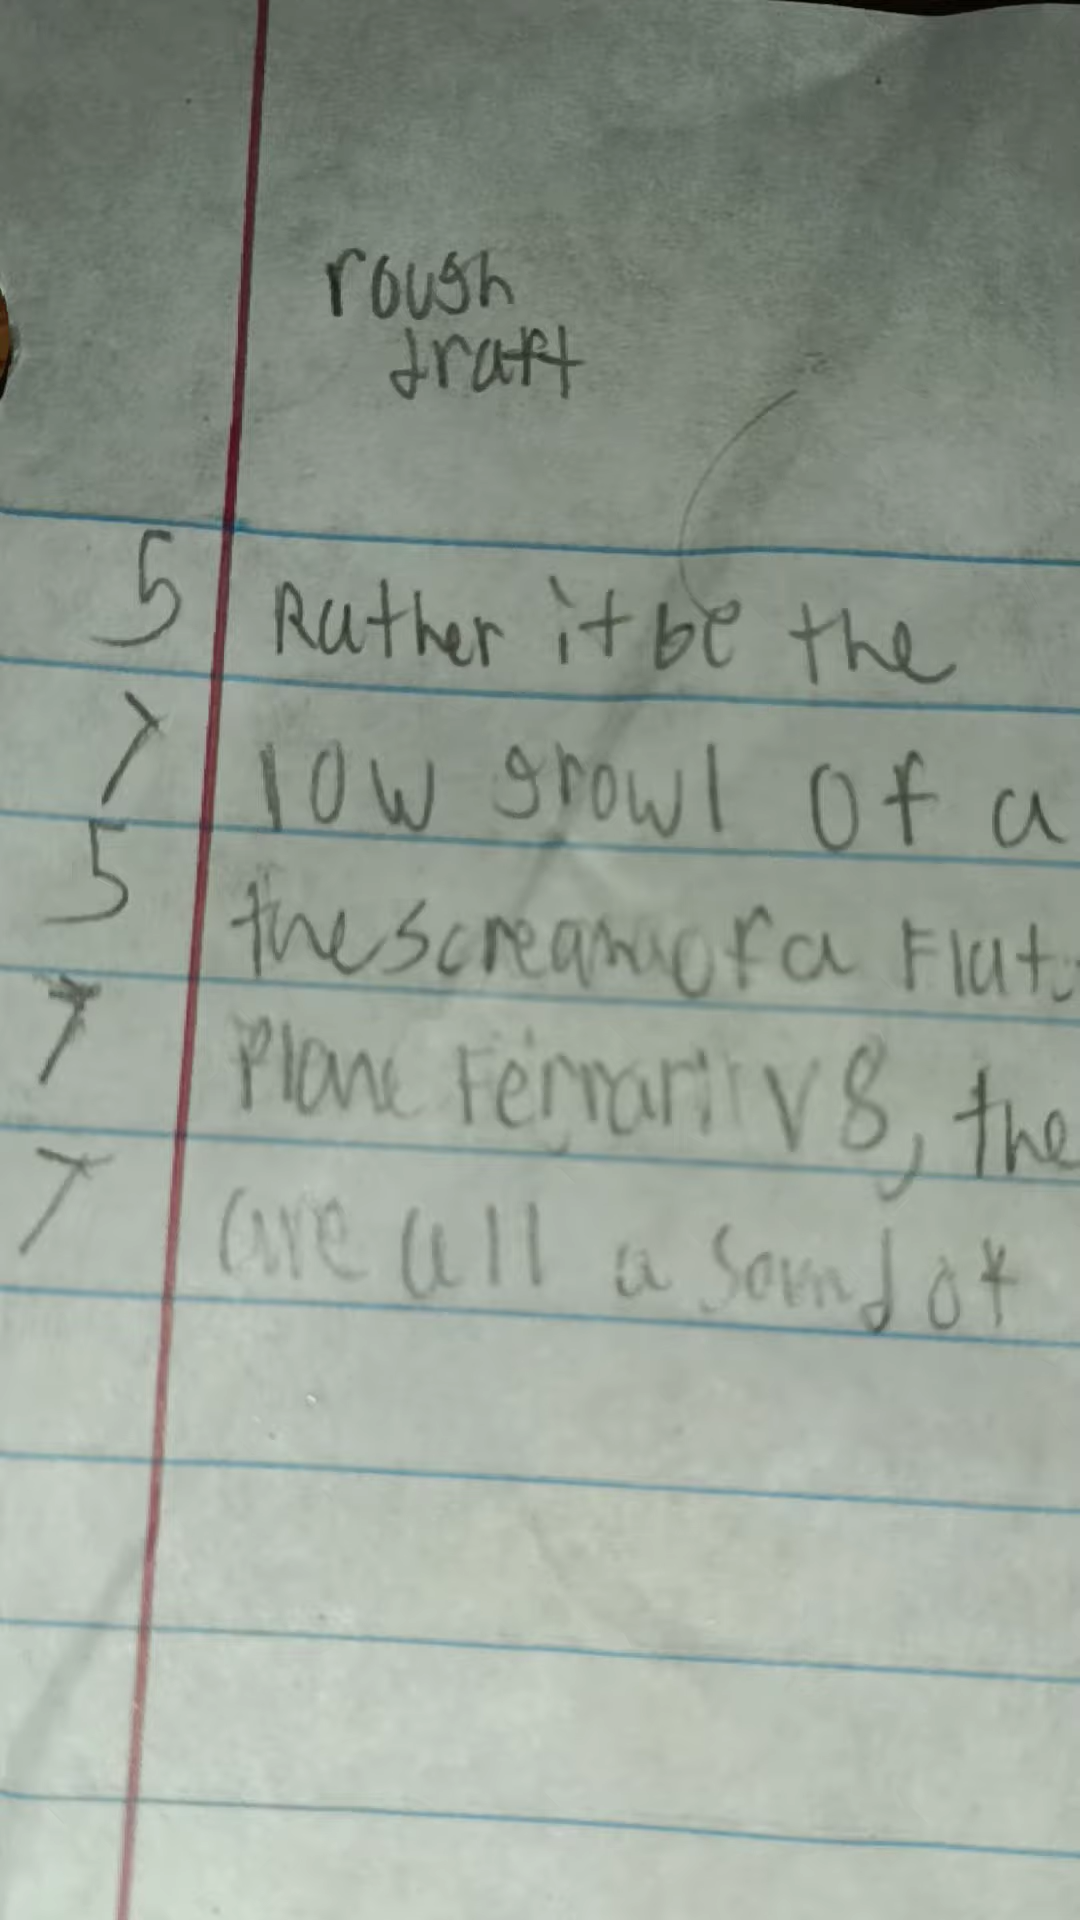 rough
draft
5 Rather it be the
7 low growl of a
5 the scream of a Flat-
7 Plane Ferrari V8, the
7 are all a sound of